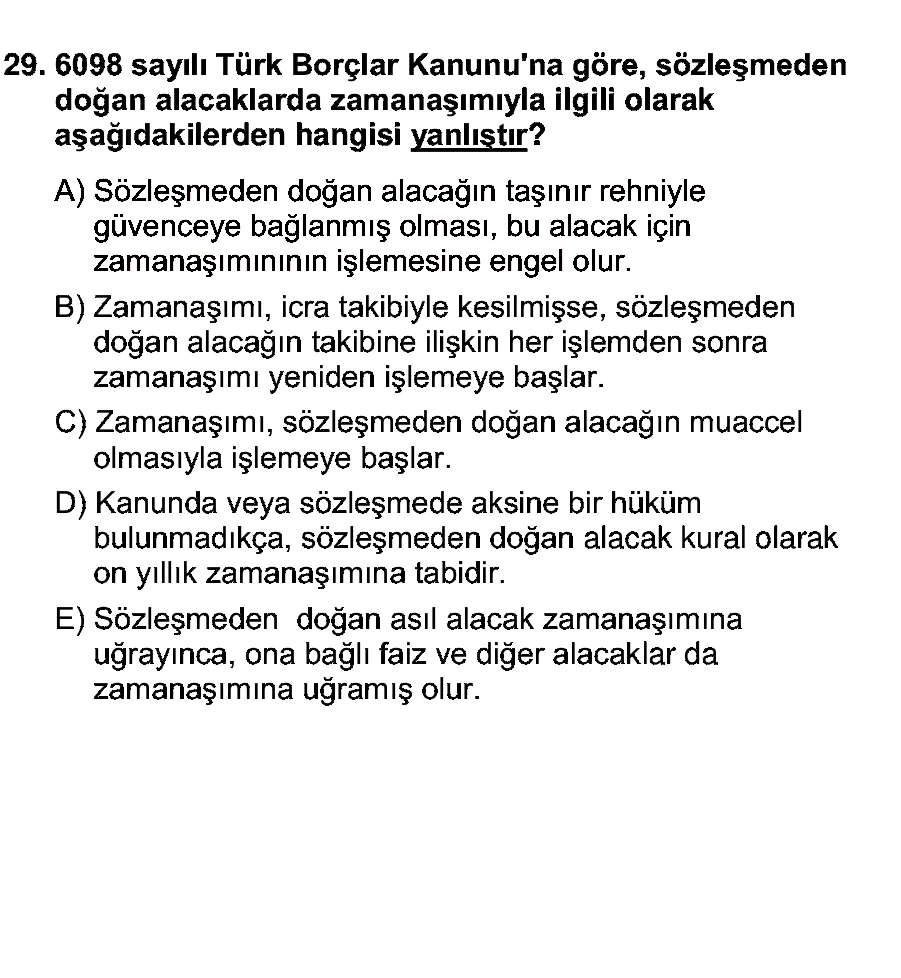 29. 6098 sayılı Türk Borçlar Kanunu'na göre, sözleşmeden
doğan alacaklarda zamanaşımıyla ilgili olarak
aşağıdakilerden hangisi yanlıştır?
A) Sözleşmeden doğan alacağın taşınır rehniyle
güvenceye bağlanmış olması, bu alacak için
zamanaşımınının işlemesine engel olur.
B) Zamanaşımı, icra takibiyle kesilmişse, sözleşmeden
doğan alacağın takibine ilişkin her işlemden sonra
zamanaşımı yeniden işlemeye başlar.
C) Zamanaşımı, sözleşmeden doğan alacağın muaccel
olmasıyla işlemeye başlar.
D) Kanunda veya sözleşmede aksine bir hüküm
bulunmadıkça, sözleşmeden doğan alacak kural olarak
on yıllık zamanaşımına tabidir.
E) Sözleşmeden doğan asıl alacak zamanaşımına
uğrayınca, ona bağlı faiz ve diğer alacaklar da
zamanaşımına uğramış olur.